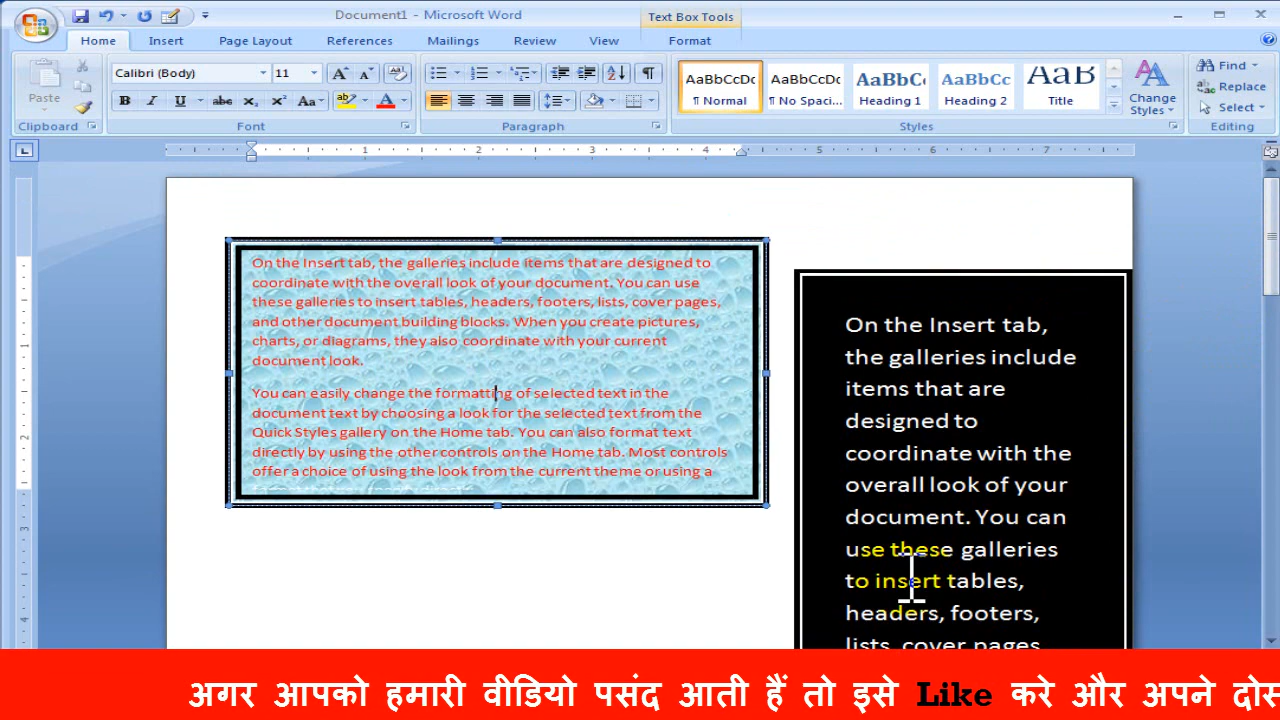 Document1 - Microsoft Word
Text Box Tools
Home Insert Page Layout References Mailings Review View Format
Paste
Calibri (Body) 11
AaBbCcDc AaBbCcDc AaBbC AaBbCc AaB
¶ Normal ¶ No Spaci... Heading 1 Heading 2 Title
Change
Styles
Find
Replace
Select
Clipboard Font Paragraph Styles Editing
1 2 3 4 5 6 7
On the Insert tab, the galleries include items that are designed to
coordinate with the overall look of your document. You can use
these galleries to insert tables, headers, footers, lists, cover pages,
and other document building blocks. When you create pictures,
charts, or diagrams, they also coordinate with your current
document look.
You can easily change the formatting of selected text in the
document text by choosing a look for the selected text from the
Quick Styles gallery on the Home tab. You can also format text
directly by using the other controls on the Home tab. Most controls
offer a choice of using the look from the current theme or using a
On the Insert tab,
the galleries include
items that are
designed to
coordinate with the
overall look of your
document. You can
use these galleries
to insert tables,
headers, footers,
lists, cover pages
अगर आपको हमारी वीडियो पसंद आती हैं तो इसे Like करे और अपने दोस